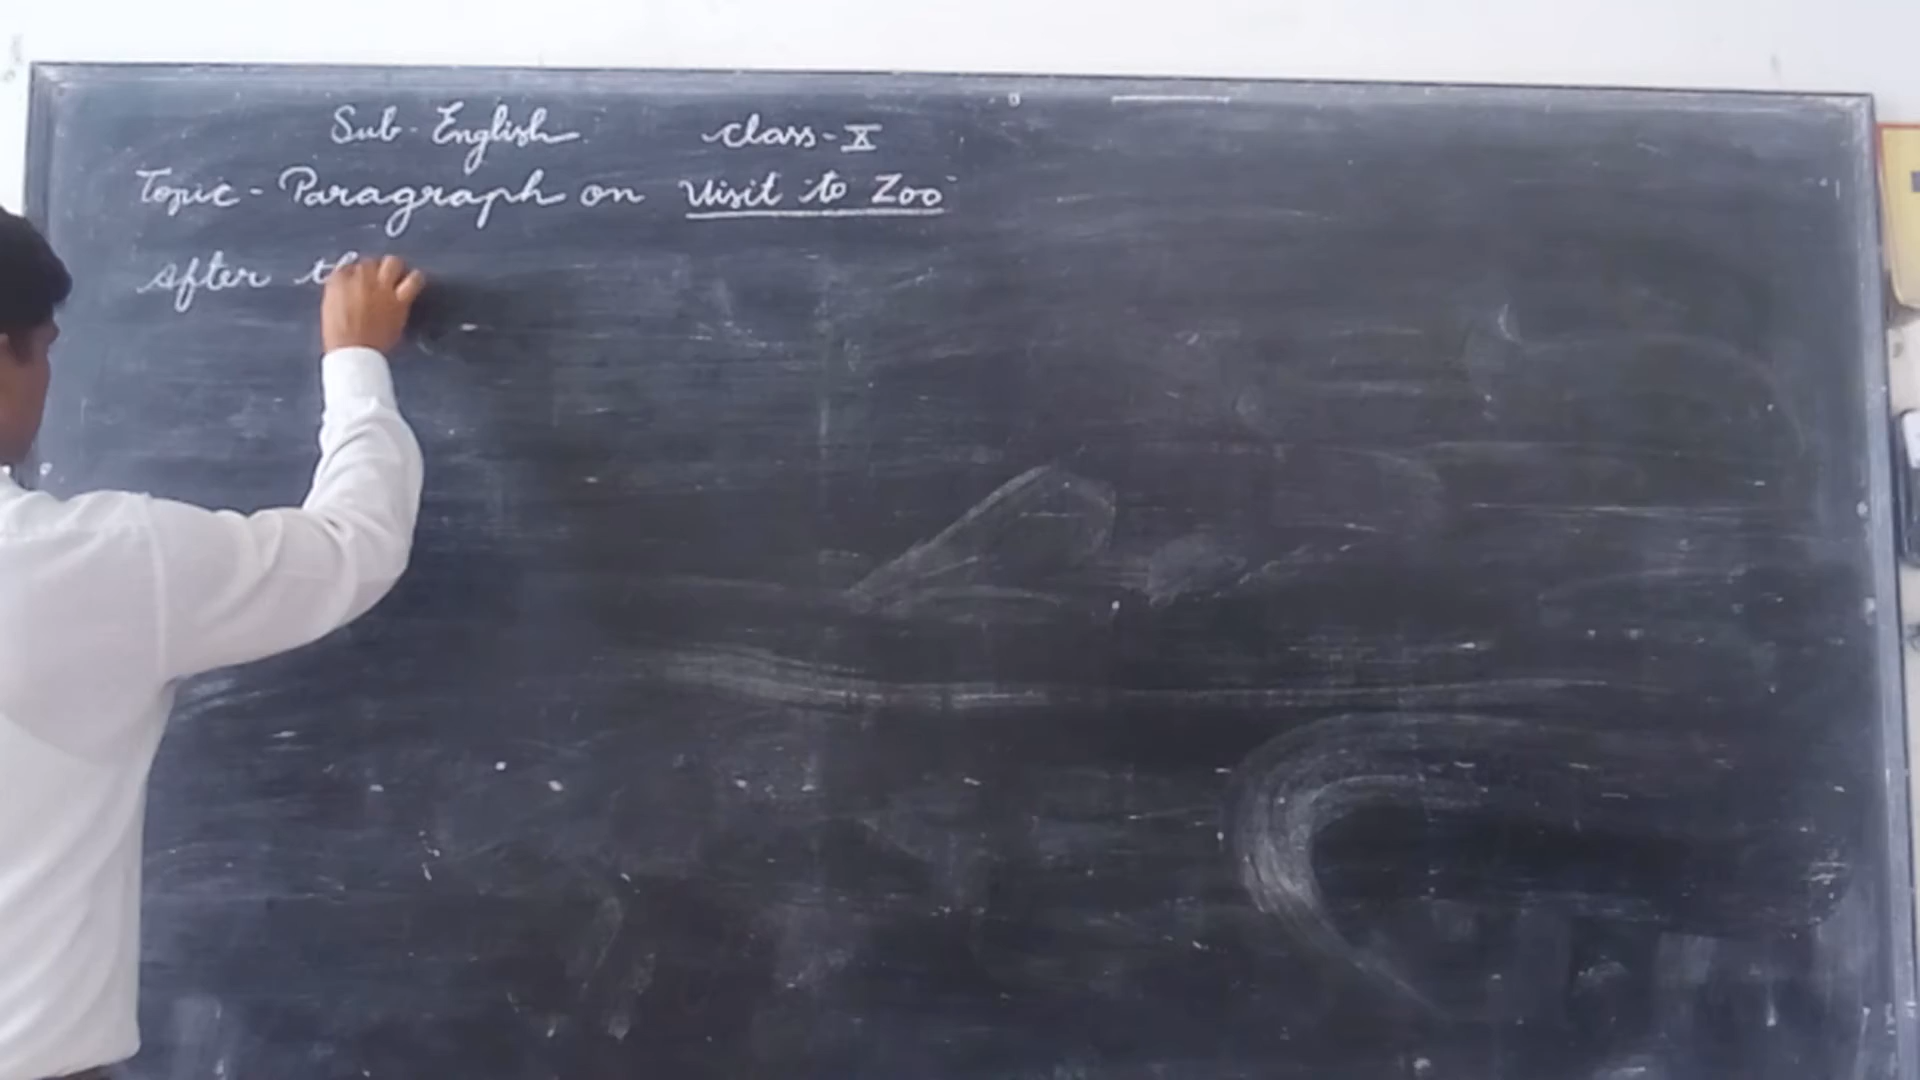 Sub - English class - X
Topic - Paragraph on Visit to Zoo
After